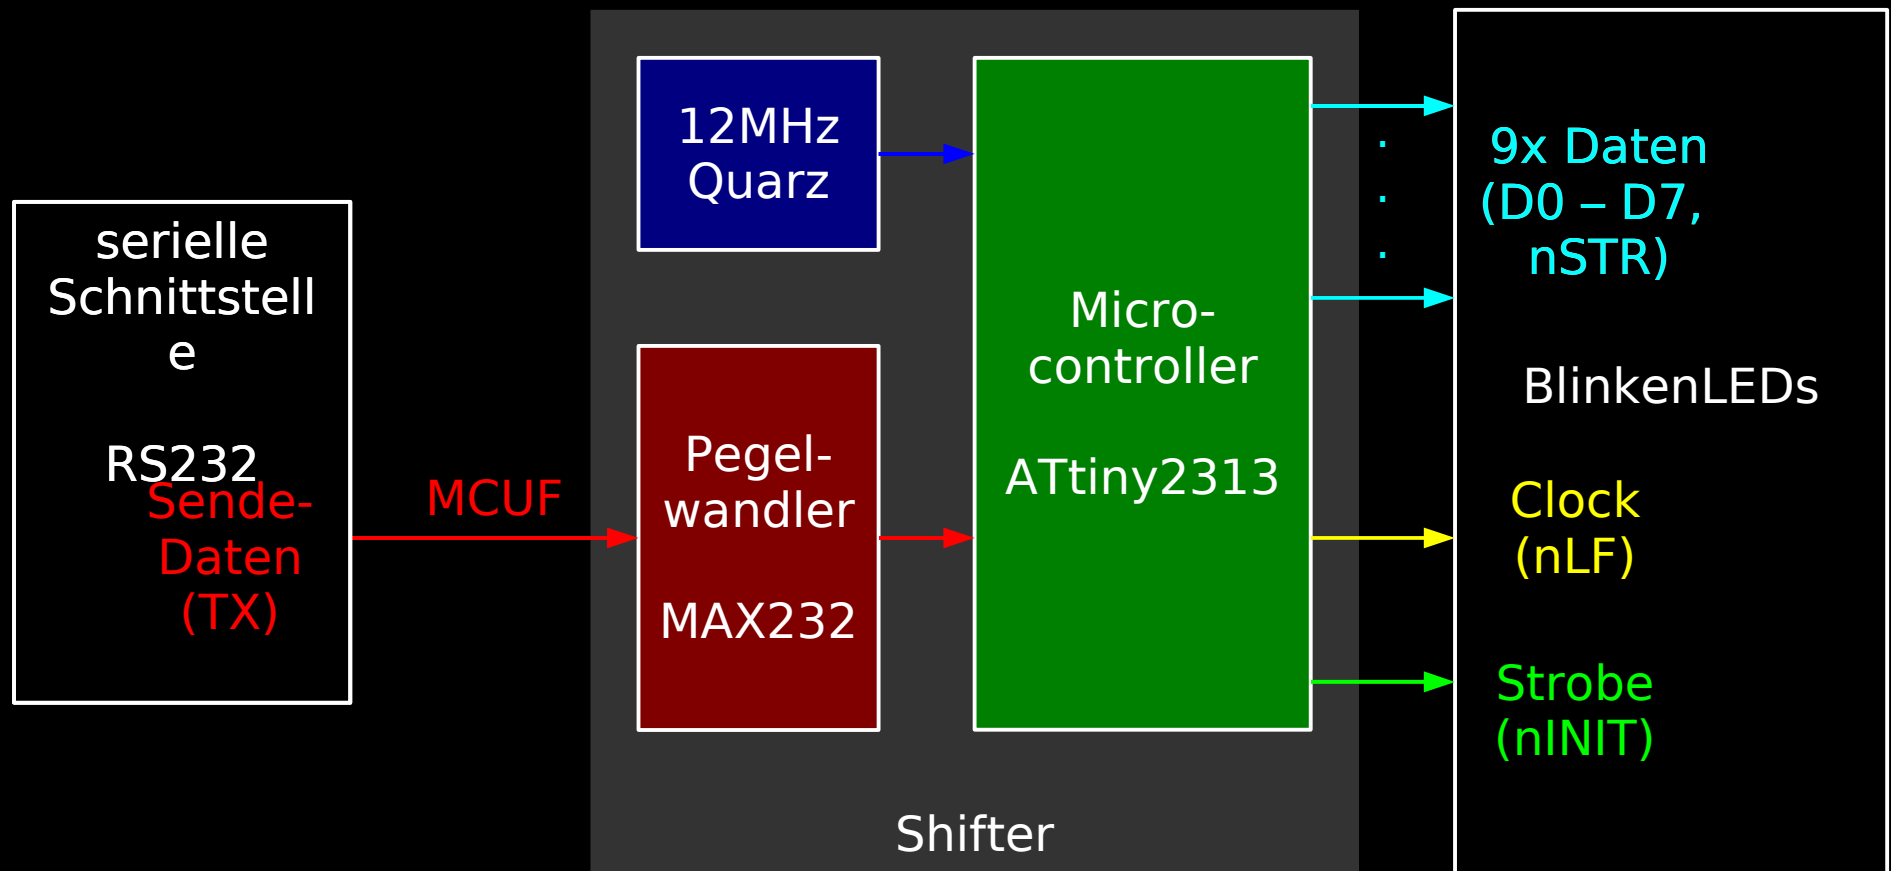 serielle
Schnittstell
e
RS232
Sende-
Daten
(TX)
MCUF
12MHz
Quarz
Pegel-
wandler
MAX232
Micro-
controller
ATtiny2313
Shifter
.
.
.
9x Daten
(D0 – D7,
nSTR)
BlinkenLEDs
Clock
(nLF)
Strobe
(nINIT)